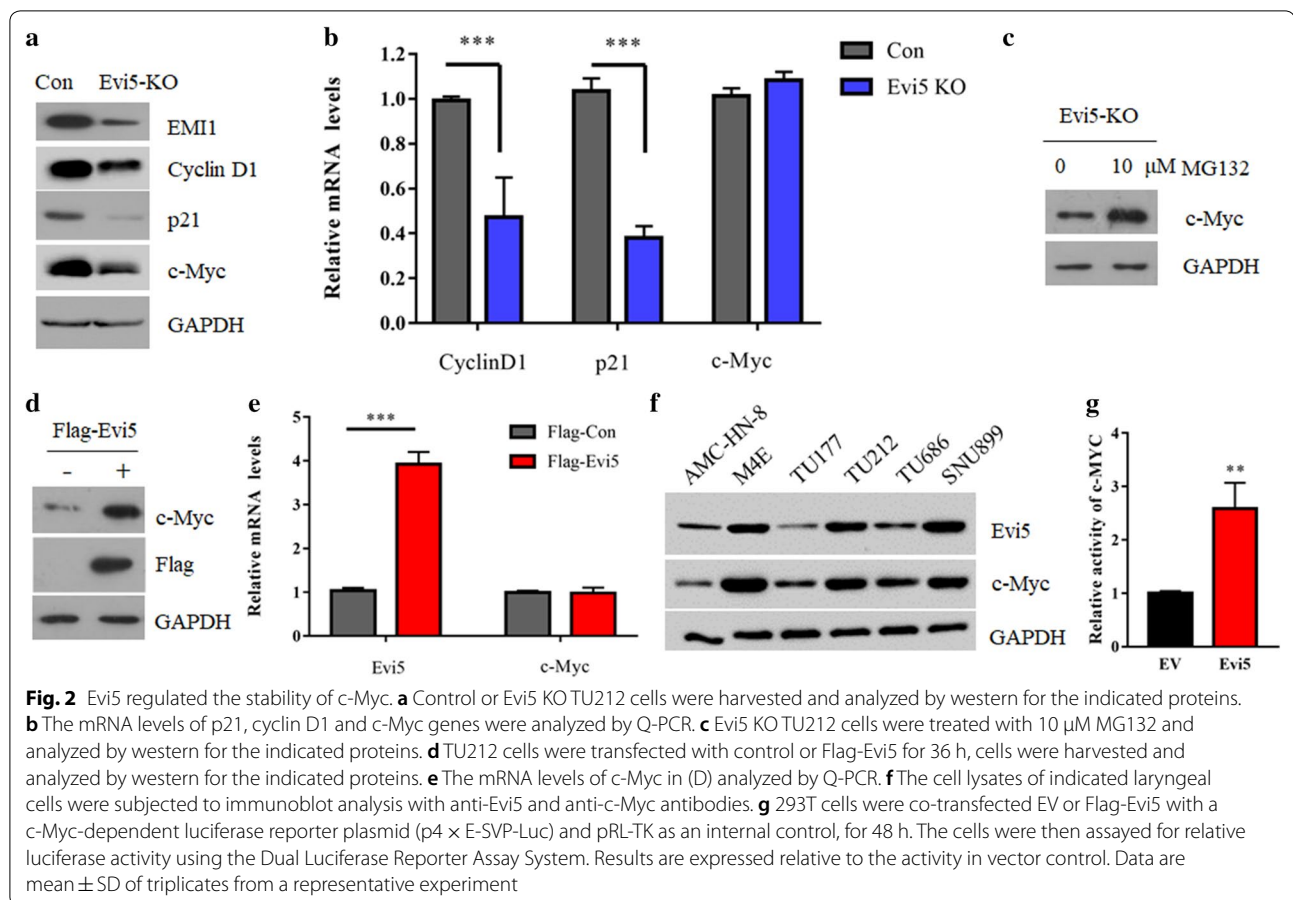 a
Con Evi5-KO
EMI1
Cyclin D1
p21
c-Myc
GAPDH
b
Relative mRNA levels
1.2
1.0
0.8
0.6
0.4
0.2
0.0
***
***
Con
Evi5 KO
CyclinD1 p21 c-Myc
c
Evi5-KO
0 10 μM MG132
c-Myc
GAPDH
d
Flag-Evi5
- +
c-Myc
Flag
GAPDH
e
Relative mRNA levels
5
4
3
2
1
0
***
Flag-Con
Flag-Evi5
Evi5 c-Myc
f
AMC-HN-8 M4E TU177 TU212 TU686 SNU899
Evi5
c-Myc
GAPDH
g
Relative activity of c-MYC
4
3
2
1
0
**
EV Evi5
Fig. 2 Evi5 regulated the stability of c-Myc. a Control or Evi5 KO TU212 cells were harvested and analyzed by western for the indicated proteins.
b The mRNA levels of p21, cyclin D1 and c-Myc genes were analyzed by Q-PCR. c Evi5 KO TU212 cells were treated with 10 μM MG132 and
analyzed by western for the indicated proteins. d TU212 cells were transfected with control or Flag-Evi5 for 36 h, cells were harvested and
analyzed by western for the indicated proteins. e The mRNA levels of c-Myc in (D) analyzed by Q-PCR. f The cell lysates of indicated laryngeal
cells were subjected to immunoblot analysis with anti-Evi5 and anti-c-Myc antibodies. g 293T cells were co-transfected EV or Flag-Evi5 with a
c-Myc-dependent luciferase reporter plasmid (p4 × E-SVP-Luc) and pRL-TK as an internal control, for 48 h. The cells were then assayed for relative
luciferase activity using the Dual Luciferase Reporter Assay System. Results are expressed relative to the activity in vector control. Data are
mean ± SD of triplicates from a representative experiment